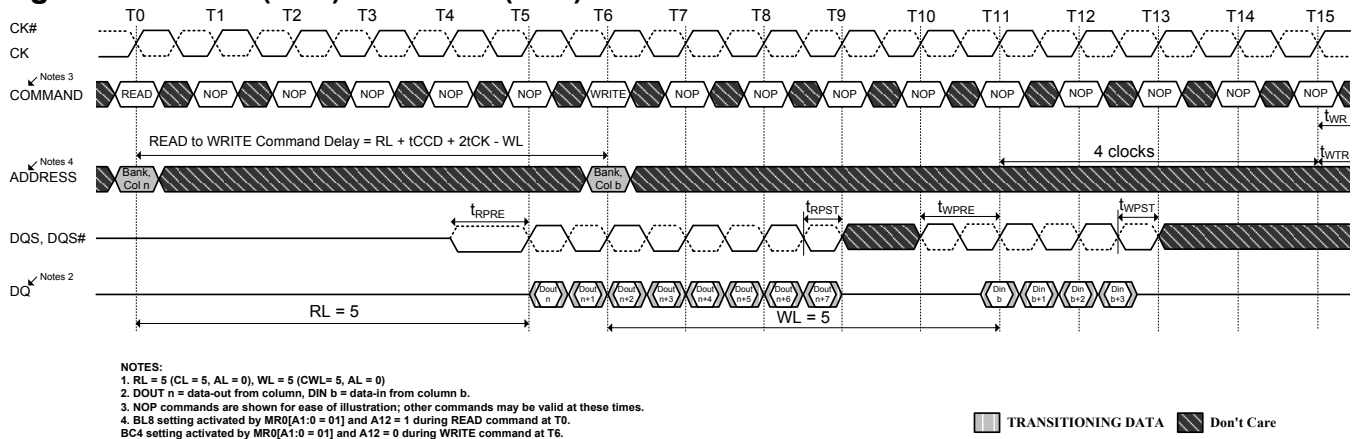 T0 T1 T2 T3 T4 T5 T6 T7 T8 T9 T10 T11 T12 T13 T14 T15
CK#
CK
Notes 3
COMMAND
READ NOP NOP NOP NOP NOP WRITE NOP NOP NOP NOP NOP NOP NOP NOP NOP
tWR
READ to WRITE Command Delay = RL + tCCD + 2tCK - WL
4 clocks
tWTR
Notes 4
ADDRESS
Bank, Col n
Bank, Col b
tRPRE
tRPST
tWPRE
tWPST
DQS, DQS#
Notes 2
DQ
Dout n
Dout n+1
Dout n+2
Dout n+3
Dout n+4
Dout n+5
Dout n+6
Dout n+7
Din b
Din b+1
Din b+2
Din b+3
RL = 5
WL = 5
NOTES:
1. RL = 5 (CL = 5, AL = 0), WL = 5 (CWL= 5, AL = 0)
2. DOUT n = data-out from column, DIN b = data-in from column b.
3. NOP commands are shown for ease of illustration; other commands may be valid at these times.
4. BL8 setting activated by MR0[A1:0 = 01] and A12 = 1 during READ command at T0.
BC4 setting activated by MR0[A1:0 = 01] and A12 = 0 during WRITE command at T6.
TRANSITIONING DATA
Don't Care